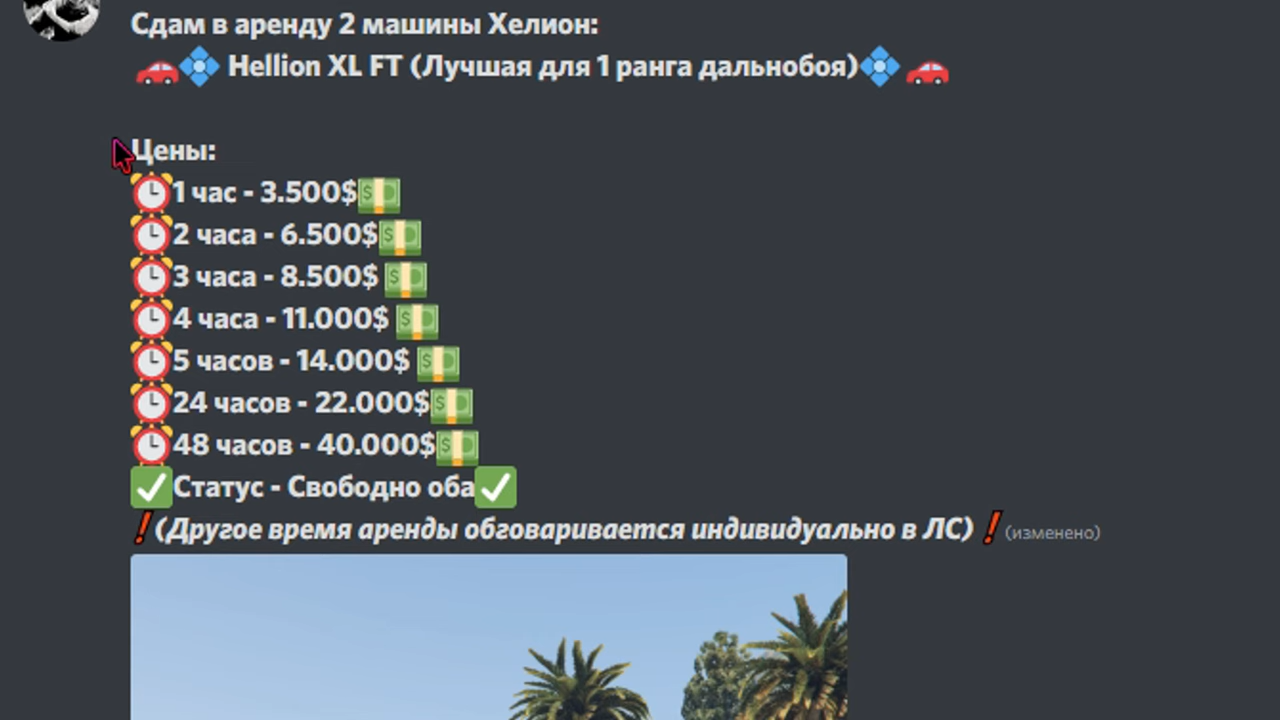 Сдам в аренду 2 машины Хелион:
🚗💠 Hellion XL FT (Лучшая для 1 ранга дальнобоя)💠 🚗
Цены:
⏰1 час - 3.500$💵
⏰2 часа - 6.500$💵
⏰3 часа - 8.500$ 💵
⏰4 часа - 11.000$ 💵
⏰5 часов - 14.000$ 💵
⏰24 часов - 22.000$💵
⏰48 часов - 40.000$💵
✅Статус - Свободно оба✅
❗(Другое время аренды обговаривается индивидуально в ЛС) ❗(изменено)